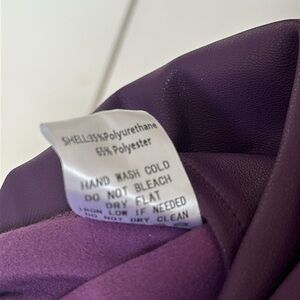 SHELL:35%Polyurethane
65%Polyester
HAND WASH COLD
DO NOT BLEACH
DRY FLAT
IRON LOW IF NEEDED
DO NOT DRY CLEAN